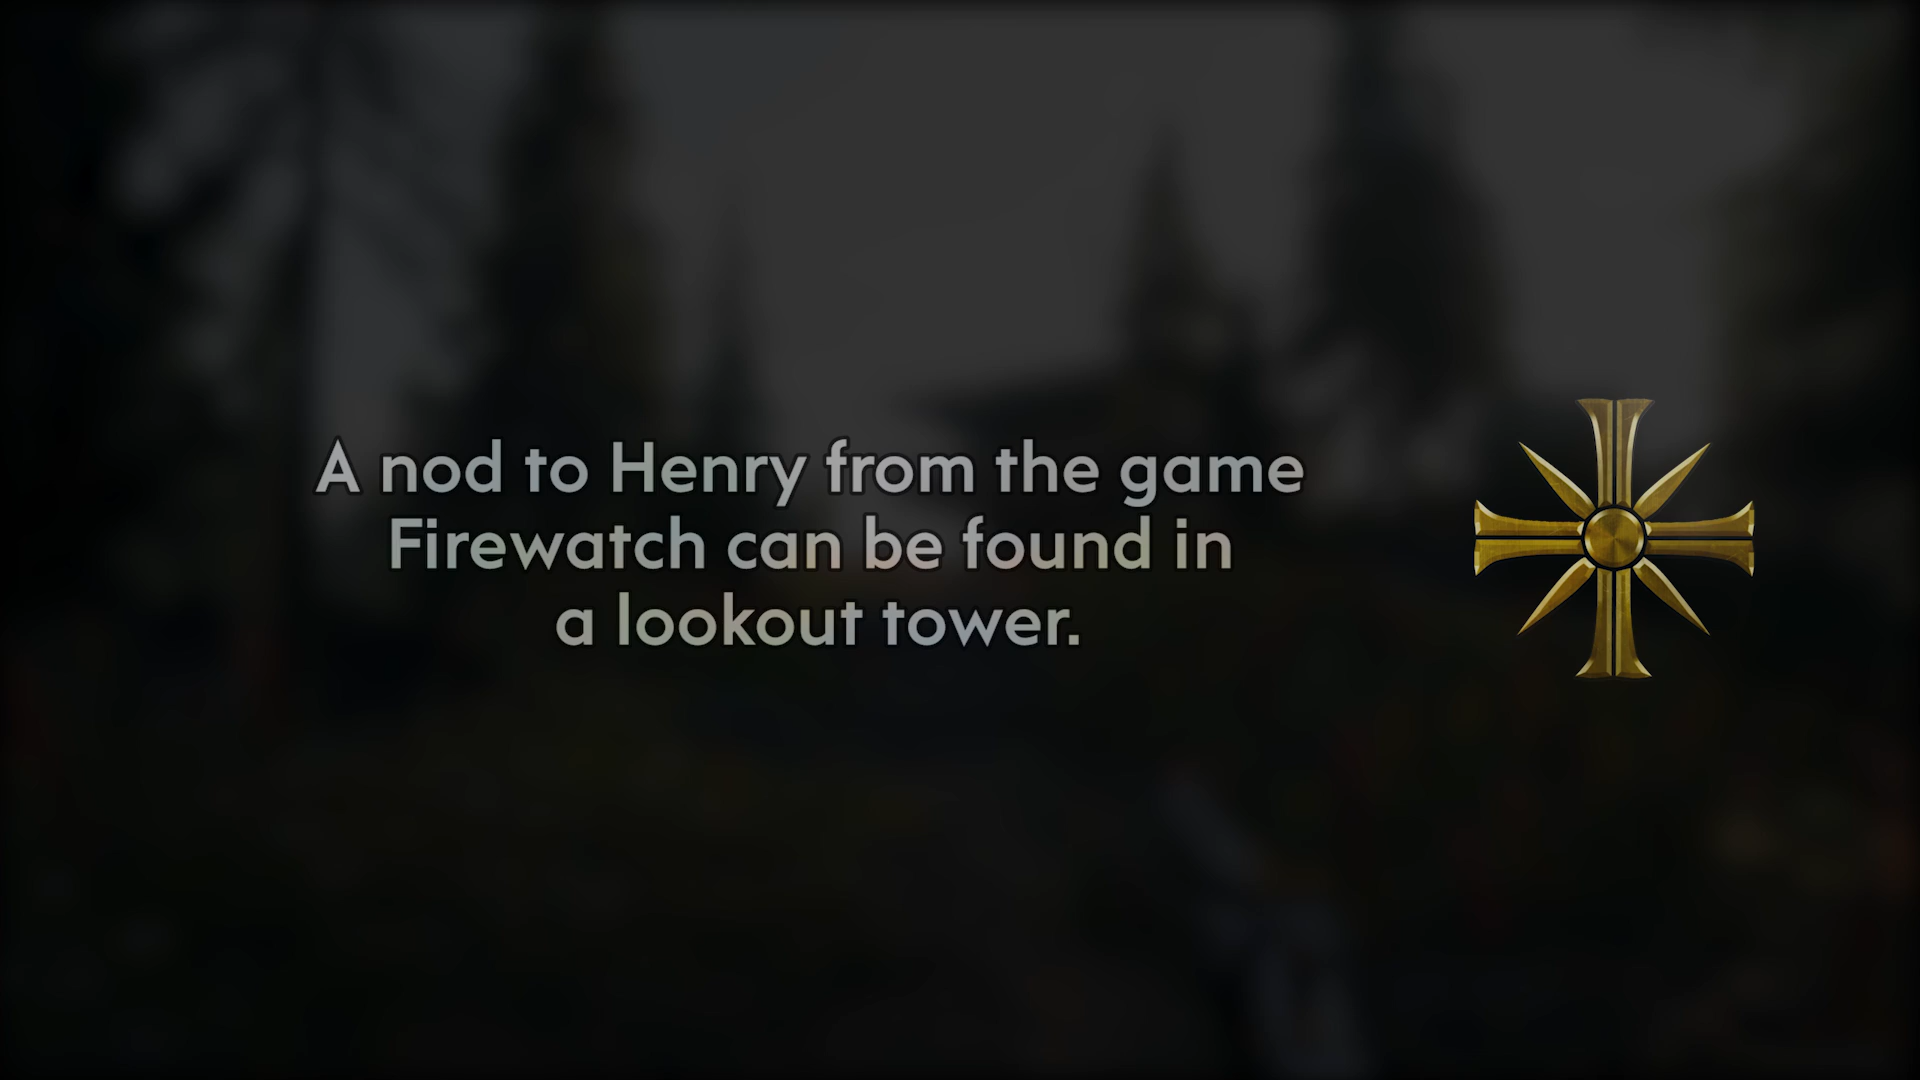 A nod to Henry from the game
Firewatch can be found in
a lookout tower.